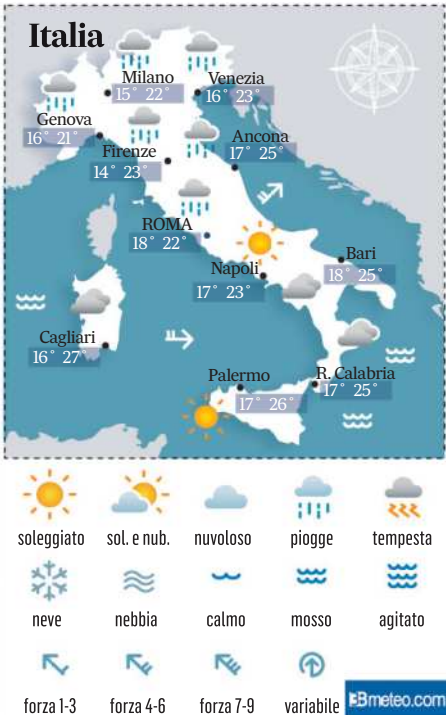 Italia
Milano
15° 22°
Venezia
16° 23°
Genova
16° 21°
Firenze
14° 23°
Ancona
17° 25°
ROMA
18° 22°
Napoli
17° 23°
Bari
18° 25°
Cagliari
16° 27°
Palermo
17° 26°
R. Calabria
17° 25°
soleggiato sol. e nub. nuvoloso piogge tempesta
neve nebbia calmo mosso agitato
forza 1-3 forza 4-6 forza 7-9 variabile
3Bmeteo.com